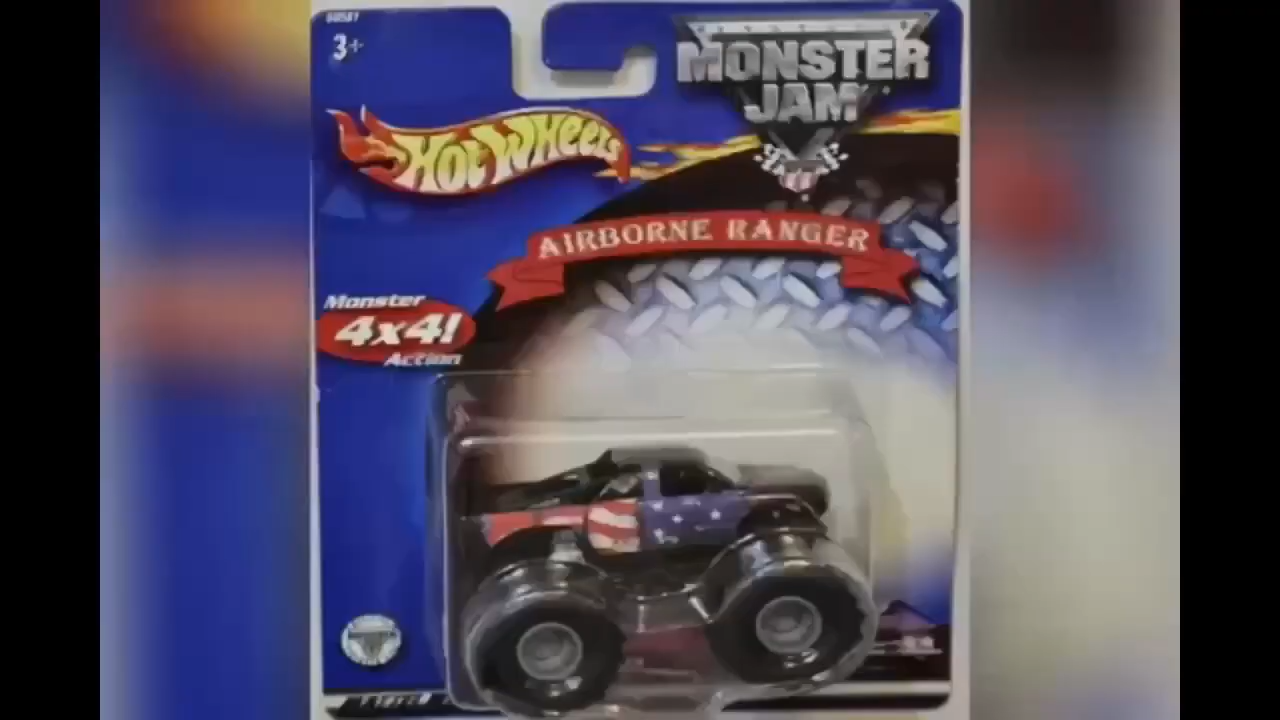 3+
MONSTER
JAM
HOT WHEELS
AIRBORNE RANGER
Monster
4x4!
Action